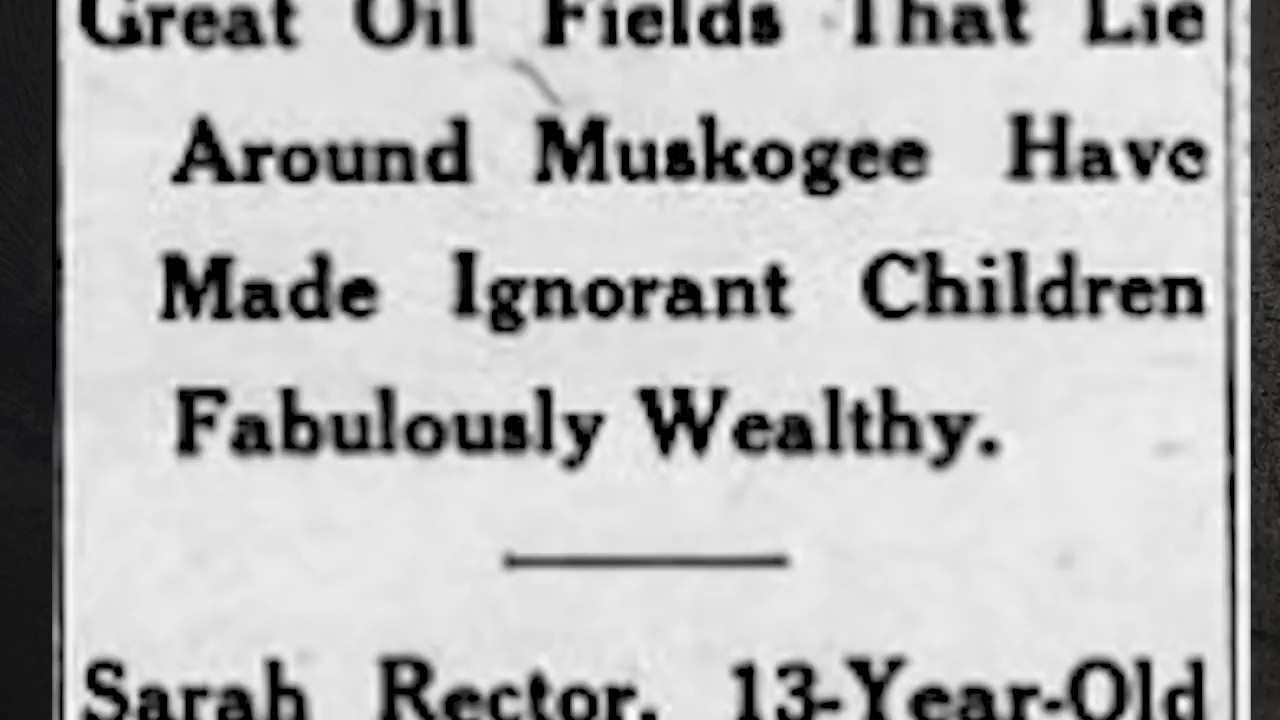 Great Oil Fields That Lie
Around Muskogee Have
Made Ignorant Children
Fabulously Wealthy.
Sarah Rector, 13-Year-Old